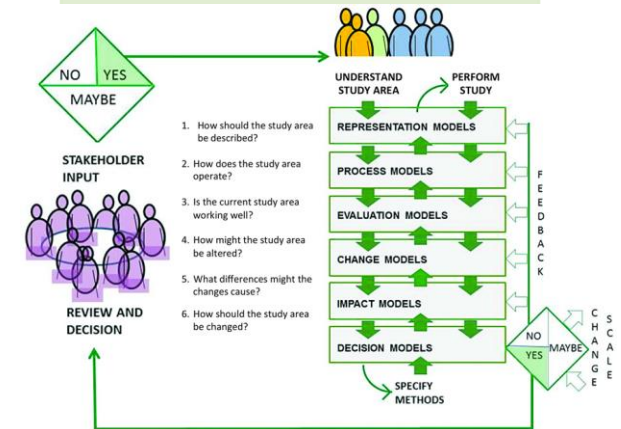 NO
YES
MAYBE
STAKEHOLDER
INPUT
REVIEW AND
DECISION
1. How should the study area
be described?
2. How does the study area
operate?
3. Is the current study area
working well?
4. How might the study area
be altered?
5. What differences might the
changes cause?
6. How should the study area
be changed?
UNDERSTAND
STUDY AREA
PERFORM
STUDY
REPRESENTATION MODELS
PROCESS MODELS
EVALUATION MODELS
CHANGE MODELS
IMPACT MODELS
DECISION MODELS
SPECIFY
METHODS
FEEDBACK
NO
YES
MAYBE
CHANGE
SCALE